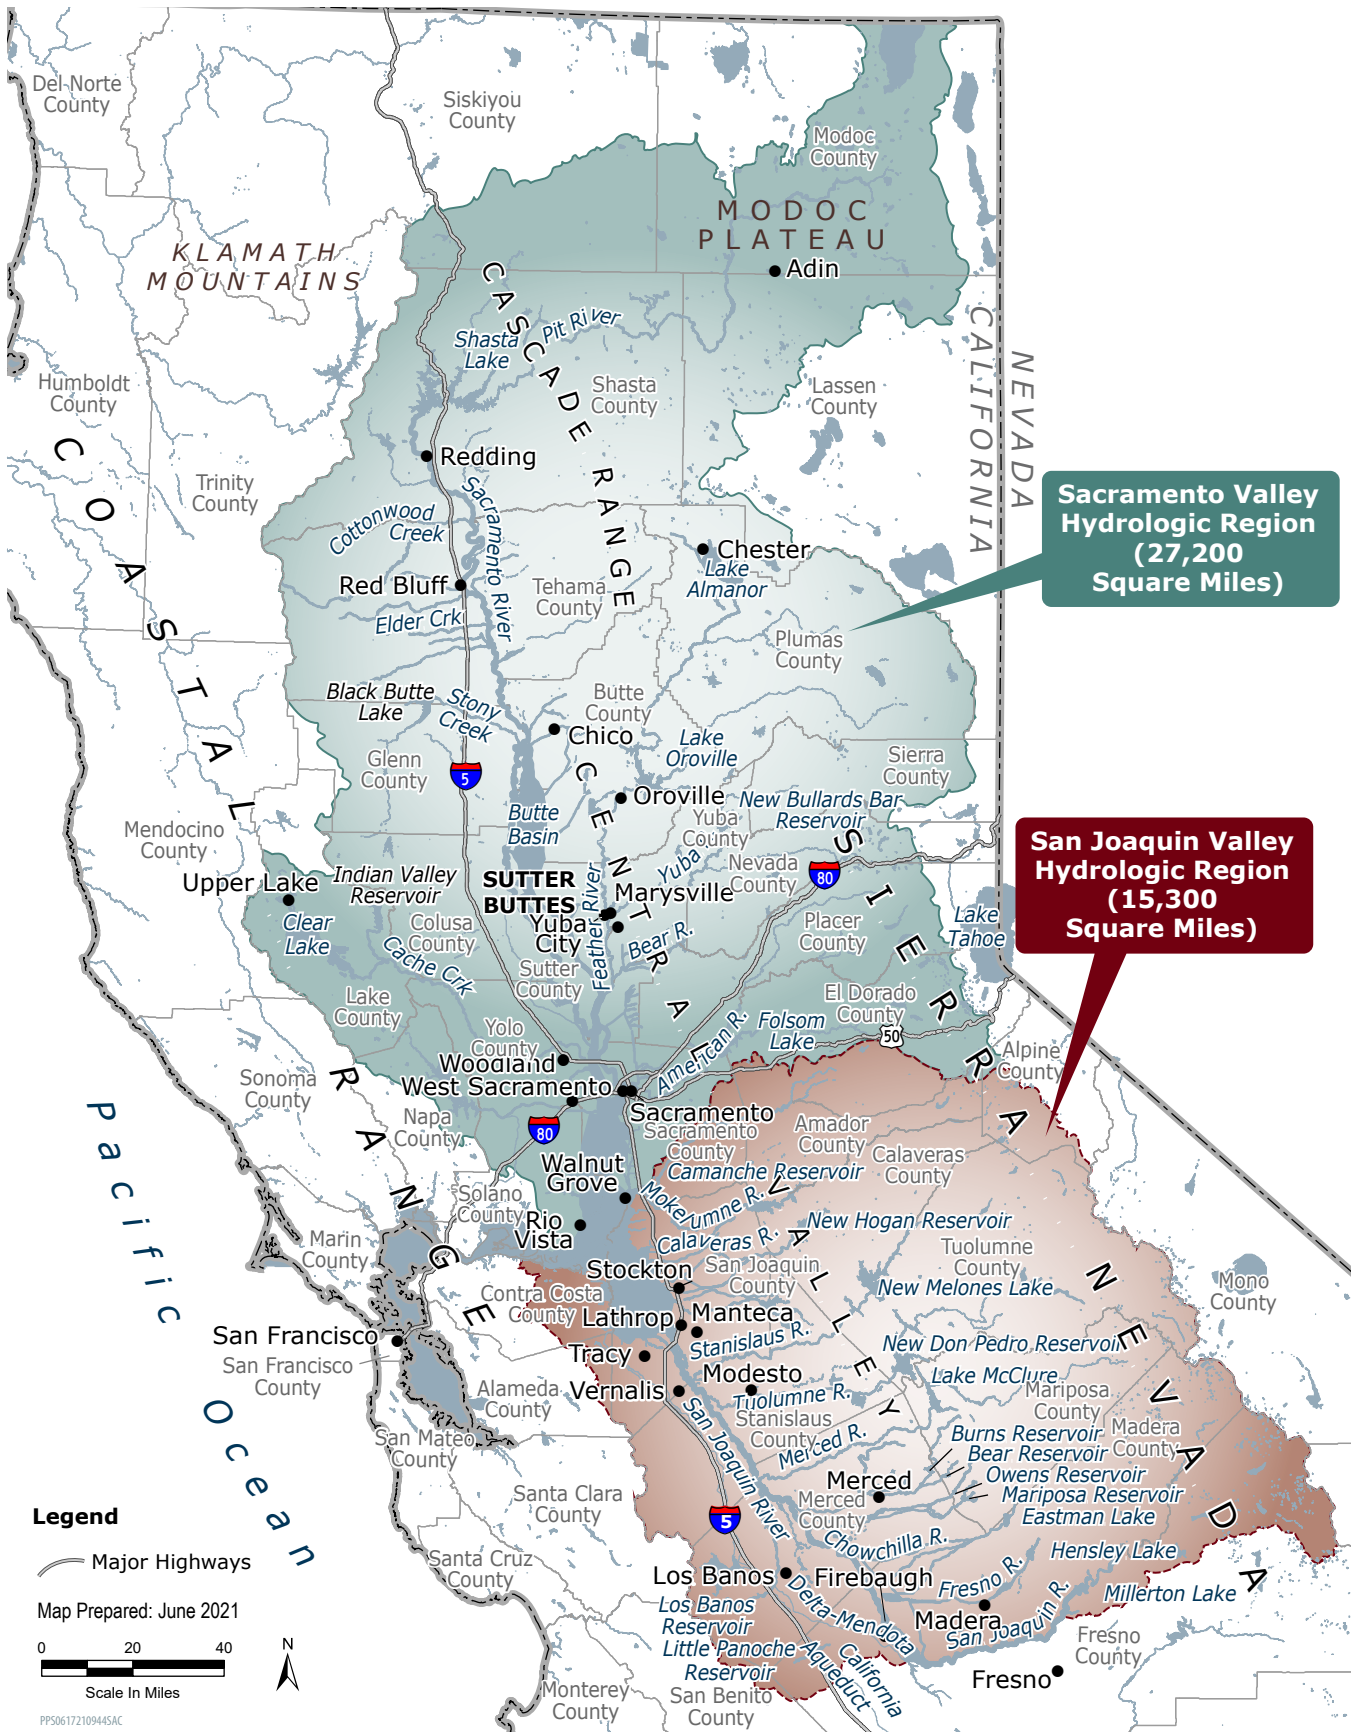 Del Norte
County
Siskiyou
County
Modoc
County
MODOC
PLATEAU
Adin
KLAMATH
MOUNTAINS
CASCADE RANGE
Pit River
Shasta
Lake
Shasta
County
Lassen
County
CALIFORNIA
NEVADA
Humboldt
County
COASTAL RANGE
Trinity
County
Redding
Sacramento River
Cottonwood
Creek
Sacramento Valley
Hydrologic Region
(27,200
Square Miles)
Chester
Lake
Almanor
Red Bluff
Tehama
County
Elder Crk
Plumas
County
Black Butte
Lake
Stony
Creek
Butte
County
Chico
Lake
Oroville
Glenn
County
5
Sierra
County
CENTRAL VALLEY
Oroville
Butte
Basin
New Bullards Bar
Reservoir
Yuba
County
Mendocino
County
SIERRA NEVADA
San Joaquin Valley
Hydrologic Region
(15,300
Square Miles)
Upper Lake
Indian Valley
Reservoir
SUTTER
BUTTES
Yuba
Nevada
County
80
Marysville
Yuba
City
Feather River
Bear R.
Clear
Lake
Colusa
County
Cache Crk
Placer
County
Lake
Tahoe
Sutter
County
Lake
County
El Dorado
County
Folsom
Lake
50
American R.
Yolo
County
Woodland
Alpine
County
West Sacramento
Sonoma
County
Napa
County
Sacramento
Sacramento
County
Amador
County
80
Calaveras
County
Walnut
Grove
Camanche Reservoir
Mokelumne R.
Solano
County
Rio
Vista
New Hogan Reservoir
Calaveras R.
Marin
County
Tuolumne
County
Stockton
San Joaquin
County
New Melones Lake
Mono
County
Contra Costa
County
Lathrop
Manteca
Stanislaus R.
San Francisco
San Francisco
County
Tracy
New Don Pedro Reservoir
Modesto
Lake McClure
Alameda
County
Vernalis
Tuolumne R.
Mariposa
County
Stanislaus
County
Madera
County
San Mateo
County
San Joaquin River
Merced R.
Burns Reservoir
Bear Reservoir
Owens Reservoir
Mariposa Reservoir
Eastman Lake
Merced
Merced
County
Santa Clara
County
5
Chowchilla R.
Hensley Lake
Santa Cruz
County
Los Banos
Firebaugh
Fresno R.
Millerton Lake
Los Banos
Reservoir
Delta-Mendota
Madera
San Joaquin R.
Little Panoche
Reservoir
California
Aqueduct
Fresno
County
Fresno
Monterey
County
San Benito
County
Pacific Ocean
Legend
Major Highways
Map Prepared: June 2021
0 20 40
Scale In Miles
N
PPS0617210944SAC